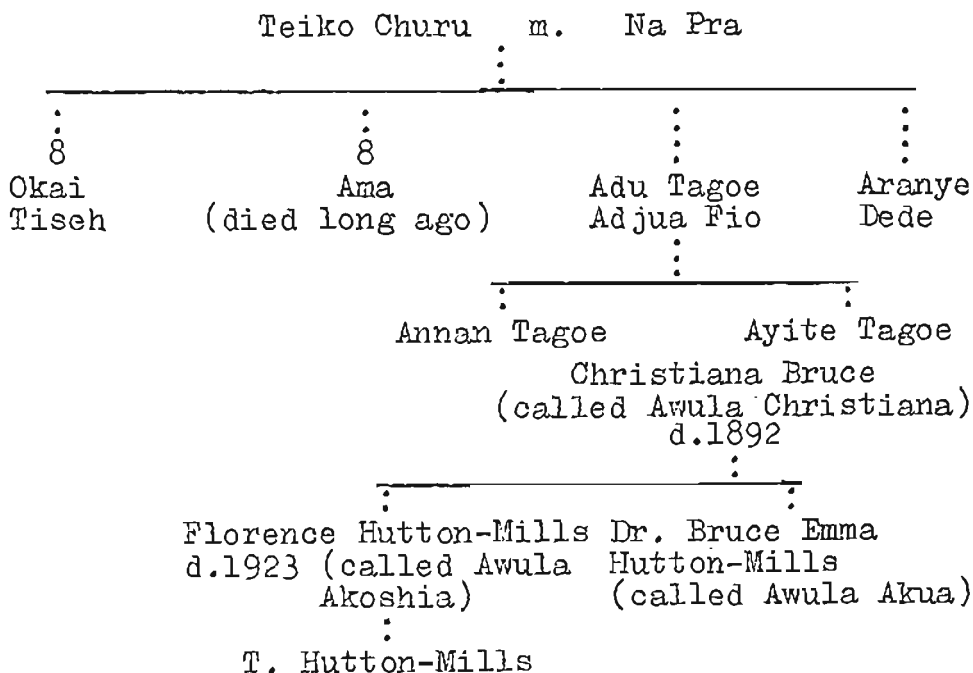 Teiko Churu m. Na Pra
8 8
Okai Ama Adu Tagoe Aranye
Tiseh (died long ago) Adjua Fio Dede
Annan Tagoe Ayite Tagoe
Christiana Bruce
(called Awula Christiana)
d.1892
Florence Hutton-Mills Dr. Bruce Emma
d.1923 (called Awula Hutton-Mills
Akoshia) (called Awula Akua)
T. Hutton-Mills